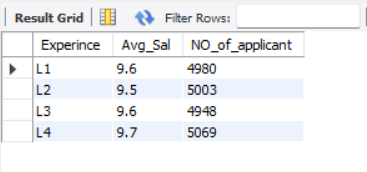 Result Grid Filter Rows:
Experince Avg_Sal NO_of_applicant
L1 9.6 4980
L2 9.5 5003
L3 9.6 4948
L4 9.7 5069